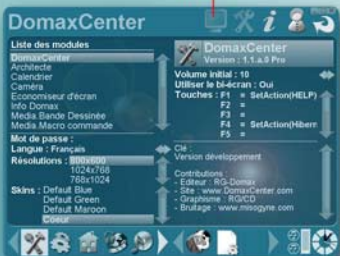 DomaxCenter
Liste des modules
DomaxCenter
Architecte
Calendrier
Caméra
Economiseur d'écran
Info Domax
Media.Bande Dessinée
Media.Macro commande
Mot de passe :
Langue : Français
Résolutions : 800x600
1024x768
768x1024
Skins : Default Blue
Default Green
Default Maroon
Coeur
DomaxCenter
Version : 1.1.a.0 Pro
Volume initial : 10
Utiliser le bi-écran : Oui
Touches : F1 = SetAction(HELP)
F2 =
F3 =
F4 = SetAction(Hibern
F5 =
Clé :
Version développement
Contributions :
- Editeur : RG-Domax
- Site : www.DomaxCenter.com
- Graphisme : RG/CD
- Bruitage : www.misogyne.com